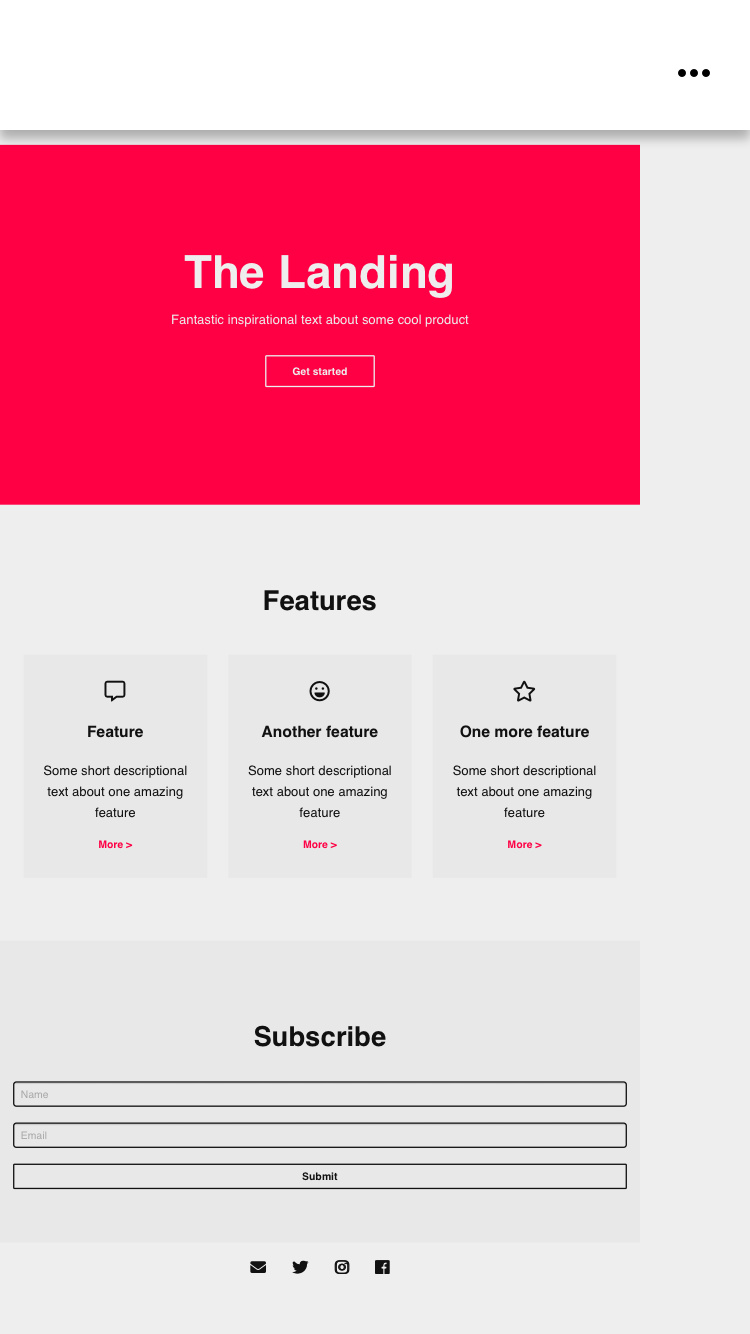 The Landing
Fantastic inspirational text about some cool product
Get started
Features
Feature
Some short descriptional
text about one amazing
feature
More >
Another feature
Some short descriptional
text about one amazing
feature
More >
One more feature
Some short descriptional
text about one amazing
feature
More >
Subscribe
Name
Email
Submit